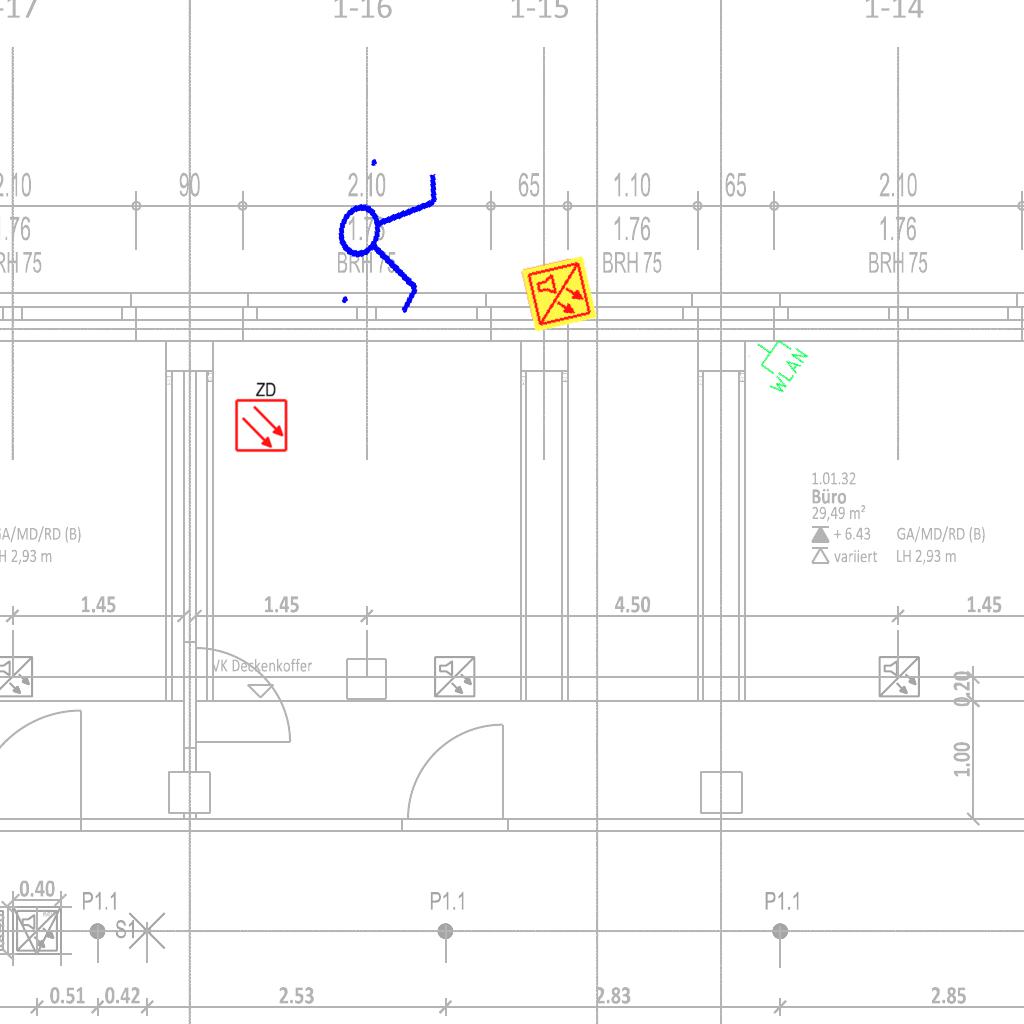 -17
1-16
1-15
1-14
2.10
90
2.10
65
1.10
65
2.10
1.76
1.76
1.76
1.76
RH 75
BRH 75
BRH 75
BRH 75
WLAN
ZD
1.01.32
Büro
29,49 m²
+ 6.43
variiert
GA/MD/RD (B)
LH 2,93 m
GA/MD/RD (B)
H 2,93 m
1.45
1.45
4.50
1.45
VK Deckenkoffer
0.20
1.00
0.40
P1.1
S1
P1.1
P1.1
0.51
0.42
2.53
2.83
2.85